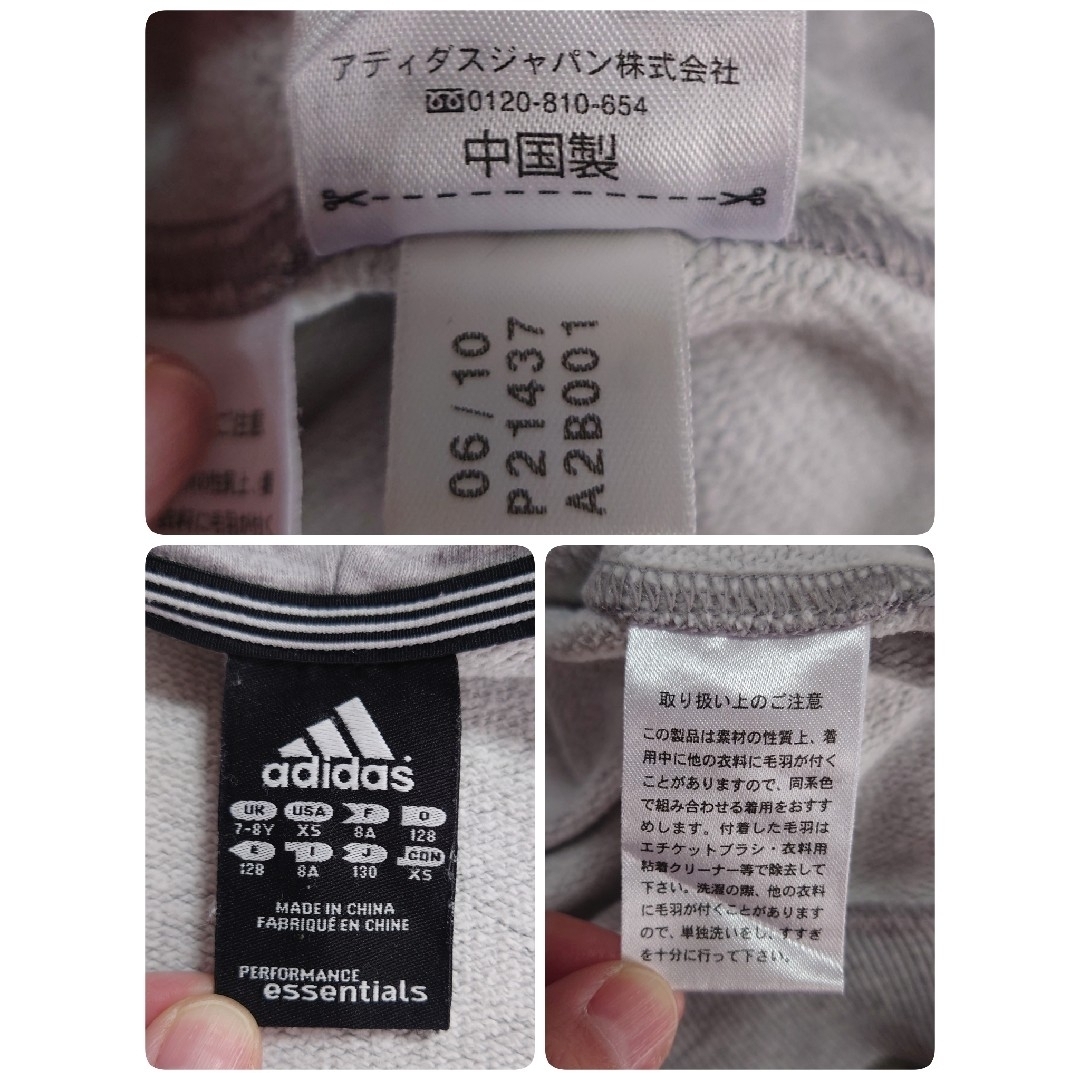 アディダスジャパン株式会社
0120-810-654
中国製
06/10
P21437
A2B001
ご注意
adidas
UK USA F D
7-8Y XS 8A 128
E I J CDN
128 8A 130 XS
MADE IN CHINA
FABRIQUÉ EN CHINE
PERFORMANCE
essentials
取り扱い上のご注意
この製品は素材の性質上、着
用中に他の衣料に毛羽が付く
ことがありますので、同系色
で組み合わせる着用をおすす
めします。付着した毛羽は
エチケットブラシ・衣料用
粘着クリーナー等で除去して
下さい。洗濯の際、他の衣料
に毛羽が付くことがあります
ので、単独洗いをし、すすぎ
を十分に行って下さい。